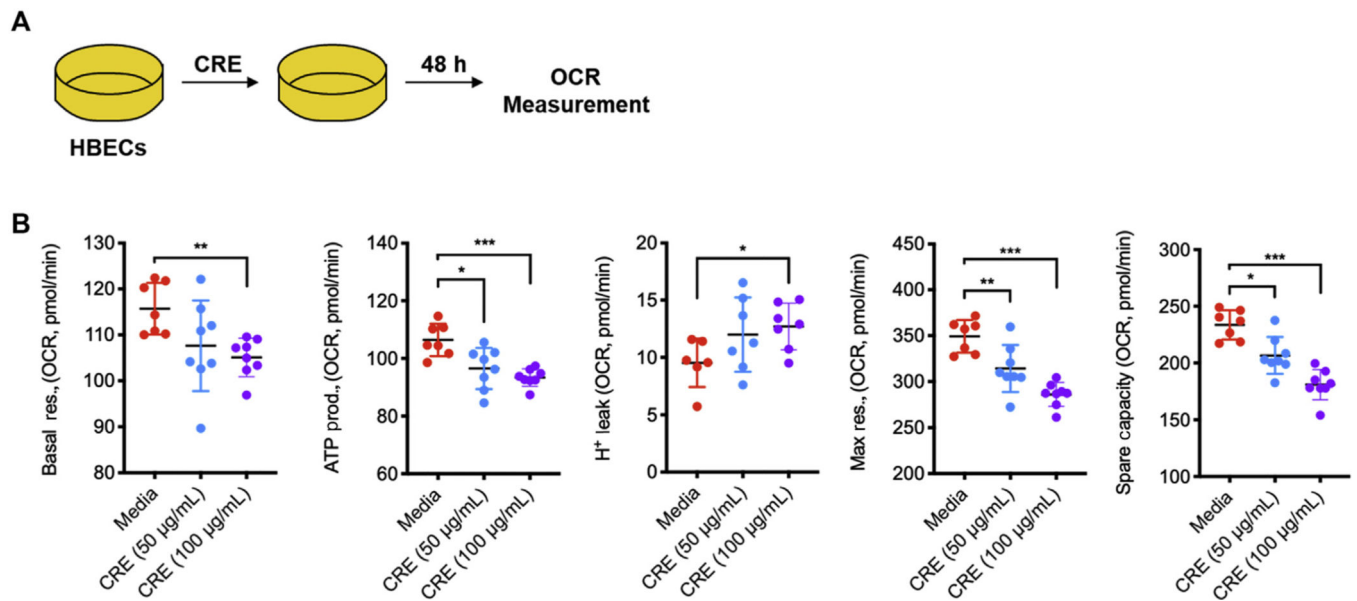 A
CRE
48 h
OCR
Measurement
HBECs
B
Basal res., (OCR, pmol/min)
130
120
110
100
90
80
**
Media
CRE (50 µg/mL)
CRE (100 µg/mL)
ATP prod., (OCR, pmol/min)
140
120
100
80
60
***
*
Media
CRE (50 µg/mL)
CRE (100 µg/mL)
H+ leak (OCR, pmol/min)
20
15
10
5
0
*
Media
CRE (50 µg/mL)
CRE (100 µg/mL)
Max res., (OCR, pmol/min)
450
400
350
300
250
200
***
**
Media
CRE (50 µg/mL)
CRE (100 µg/mL)
Spare capacity (OCR, pmol/min)
300
250
200
150
100
***
*
Media
CRE (50 µg/mL)
CRE (100 µg/mL)